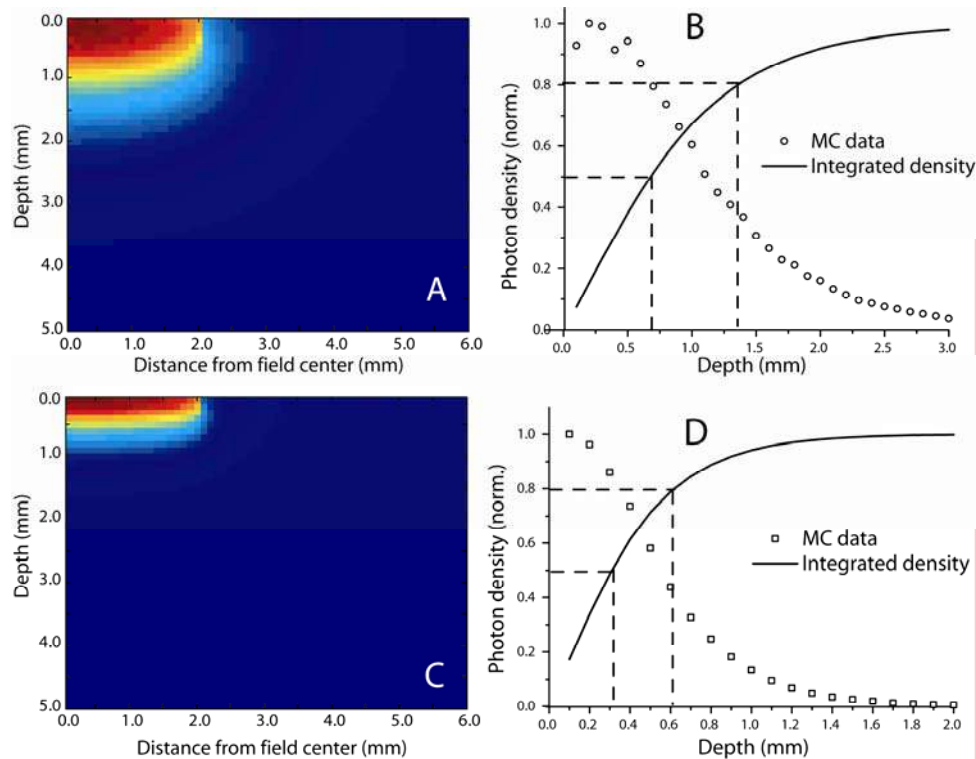 0.0
1.0
2.0
3.0
4.0
5.0
Depth (mm)
A
0.0 1.0 2.0 3.0 4.0 5.0 6.0
Distance from field center (mm)
B
1.0
0.8
0.6
0.4
0.2
0.0
Photon density (norm.)
MC data
Integrated density
0.0 0.5 1.0 1.5 2.0 2.5 3.0
Depth (mm)
0.0
1.0
2.0
3.0
4.0
5.0
Depth (mm)
C
0.0 1.0 2.0 3.0 4.0 5.0 6.0
Distance from field center (mm)
D
1.0
0.8
0.6
0.4
0.2
0.0
Photon density (norm.)
MC data
Integrated density
0.0 0.2 0.4 0.6 0.8 1.0 1.2 1.4 1.6 1.8 2.0
Depth (mm)